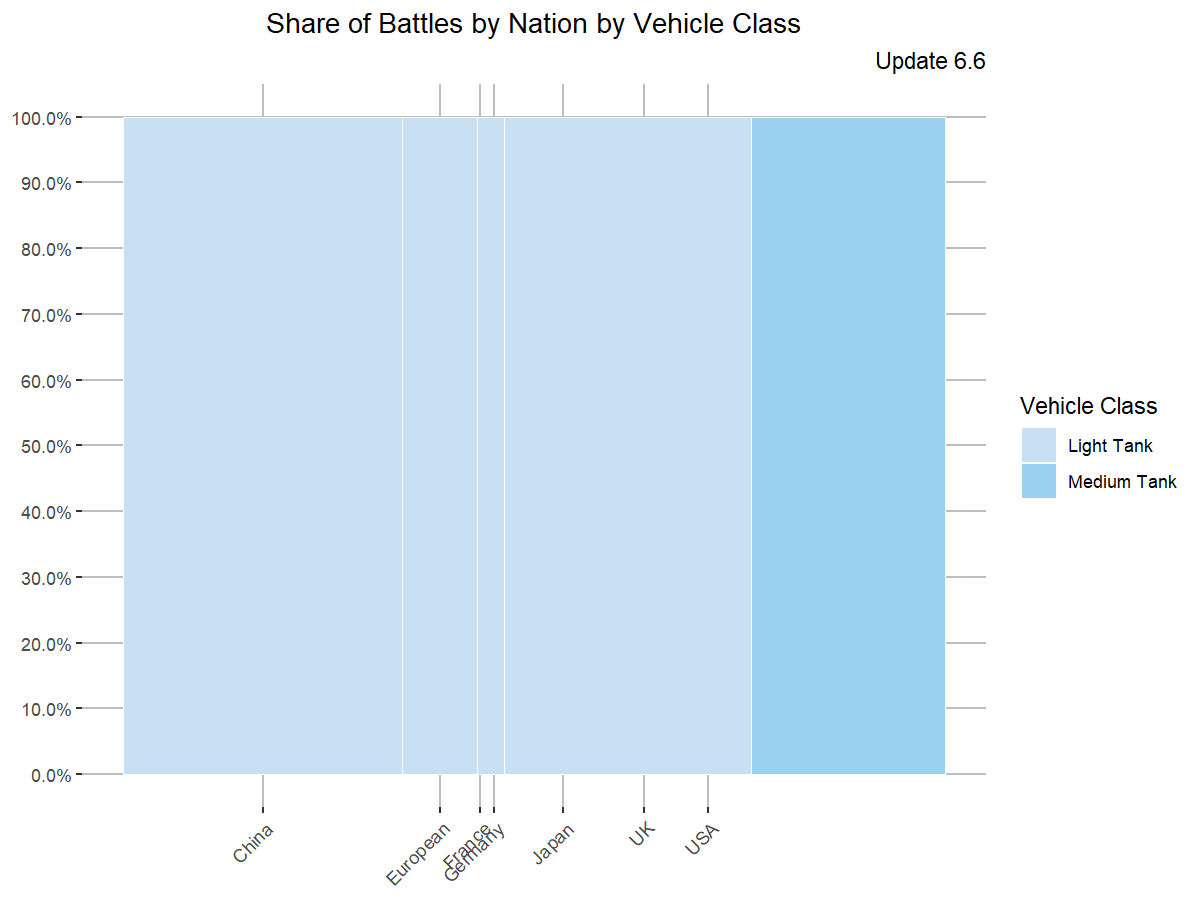 Share of Battles by Nation by Vehicle Class
Update 6.6
100.0%
90.0%
80.0%
70.0%
60.0%
50.0%
40.0%
30.0%
20.0%
10.0%
0.0%
China
European
France
Germany
Japan
UK
USA
Vehicle Class
Light Tank
Medium Tank